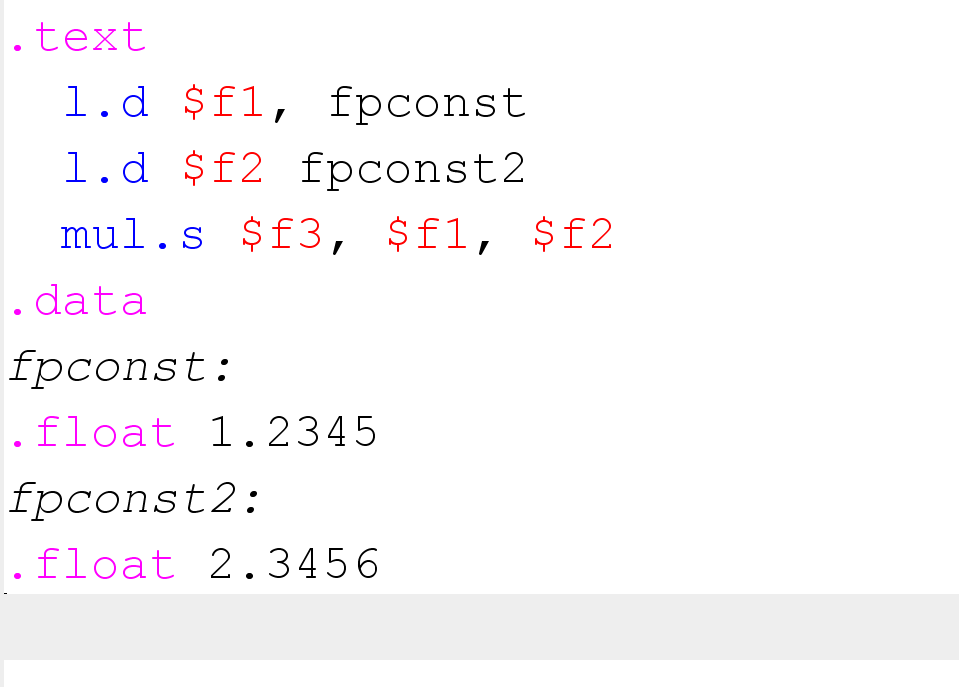 .text
l.d $f1, fpconst
l.d $f2 fpconst2
mul.s $f3, $f1, $f2
.data
fpconst:
.float 1.2345
fpconst2:
.float 2.3456